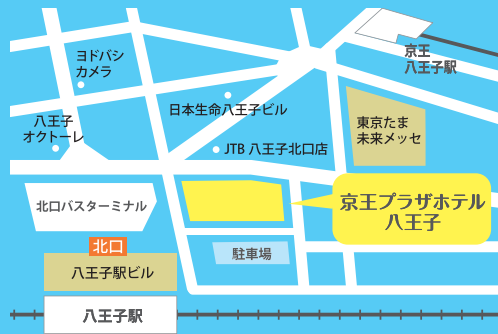 京王
八王子駅
ヨドバシ
カメラ
日本生命八王子ビル
八王子
オクトーレ
東京たま
未来メッセ
JTB 八王子北口店
京王プラザホテル
八王子
北口バスターミナル
北口
駐車場
八王子駅ビル
八王子駅